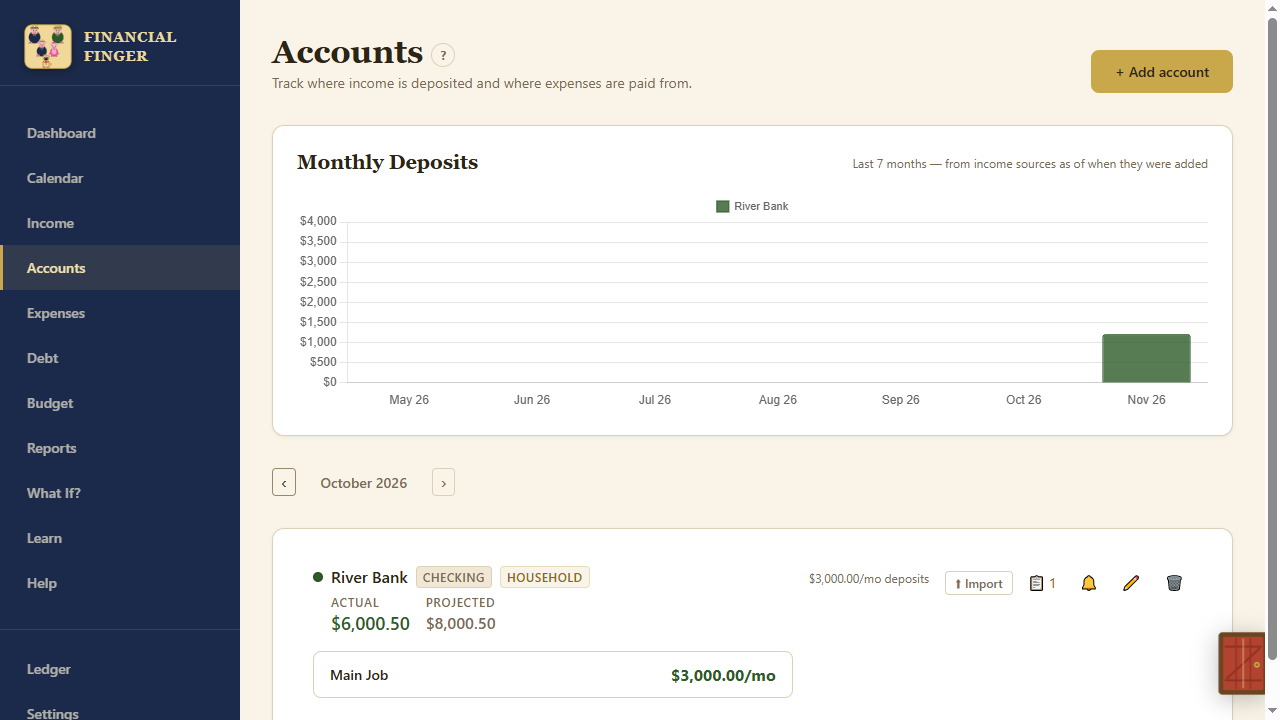 FINANCIAL
FINGER
Dashboard
Calendar
Income
Accounts
Expenses
Debt
Budget
Reports
What If?
Learn
Help
Ledger
Settings
Accounts ?
Track where income is deposited and where expenses are paid from.
+ Add account
Monthly Deposits
Last 7 months — from income sources as of when they were added
River Bank
$4,000
$3,500
$3,000
$2,500
$2,000
$1,500
$1,000
$500
$0
May 26 Jun 26 Jul 26 Aug 26 Sep 26 Oct 26 Nov 26
‹ October 2026 ›
River Bank CHECKING HOUSEHOLD $3,000.00/mo deposits ⬆ Import 1
ACTUAL PROJECTED
$6,000.50 $8,000.50
Main Job $3,000.00/mo